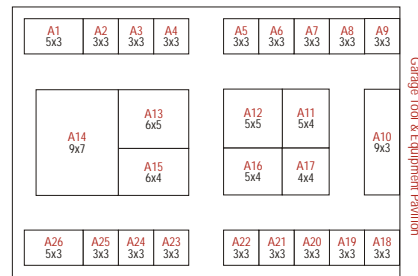 A1 A2 A3 A4 A5 A6 A7 A8 A9
5x3 3x3 3x3 3x3 3x3 3x3 3x3 3x3 3x3
A13
6x5
A12 A11
5x5 5x4
A14
9x7
A10
9x3
A15
6x4
A16 A17
5x4 4x4
A26 A25 A24 A23 A22 A21 A20 A19 A18
5x3 3x3 3x3 3x3 3x3 3x3 3x3 3x3 3x3
Garage Tool & Equipment Pavilion